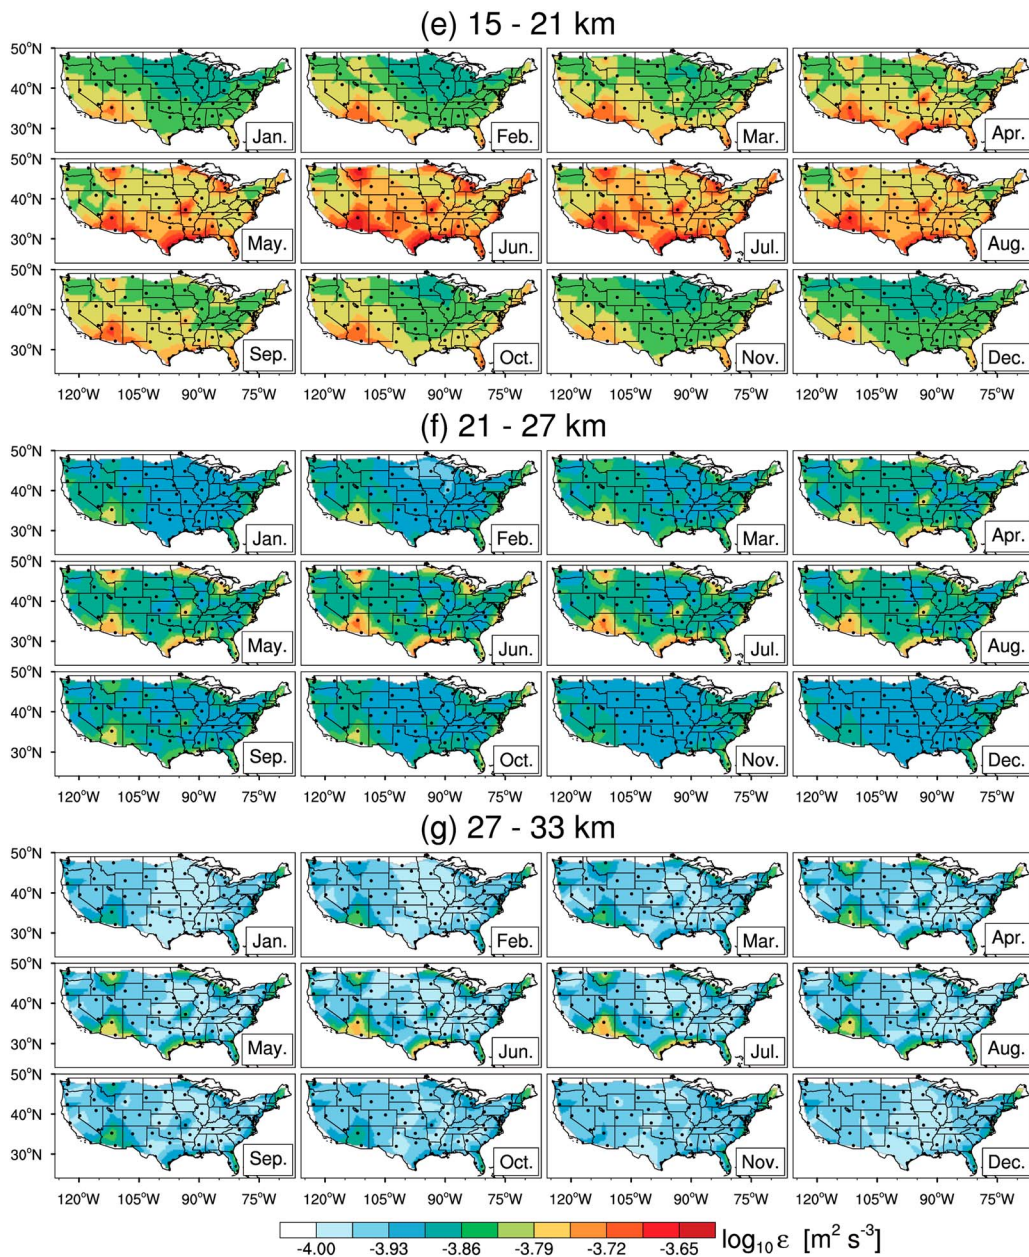 (e) 15 - 21 km
50°N
40°N
30°N
Jan.
Feb.
Mar.
Apr.
50°N
40°N
30°N
May.
Jun.
Jul.
Aug.
50°N
40°N
30°N
Sep.
Oct.
Nov.
Dec.
120°W 105°W 90°W 75°W 120°W 105°W 90°W 75°W 120°W 105°W 90°W 75°W 120°W 105°W 90°W 75°W
(f) 21 - 27 km
50°N
40°N
30°N
Jan.
Feb.
Mar.
Apr.
50°N
40°N
30°N
May.
Jun.
Jul.
Aug.
50°N
40°N
30°N
Sep.
Oct.
Nov.
Dec.
120°W 105°W 90°W 75°W 120°W 105°W 90°W 75°W 120°W 105°W 90°W 75°W 120°W 105°W 90°W 75°W
(g) 27 - 33 km
50°N
40°N
30°N
Jan.
Feb.
Mar.
Apr.
50°N
40°N
30°N
May.
Jun.
Jul.
Aug.
50°N
40°N
30°N
Sep.
Oct.
Nov.
Dec.
120°W 105°W 90°W 75°W 120°W 105°W 90°W 75°W 120°W 105°W 90°W 75°W 120°W 105°W 90°W 75°W
-4.00 -3.93 -3.86 -3.79 -3.72 -3.65 log₁₀ ε [m² s⁻³]